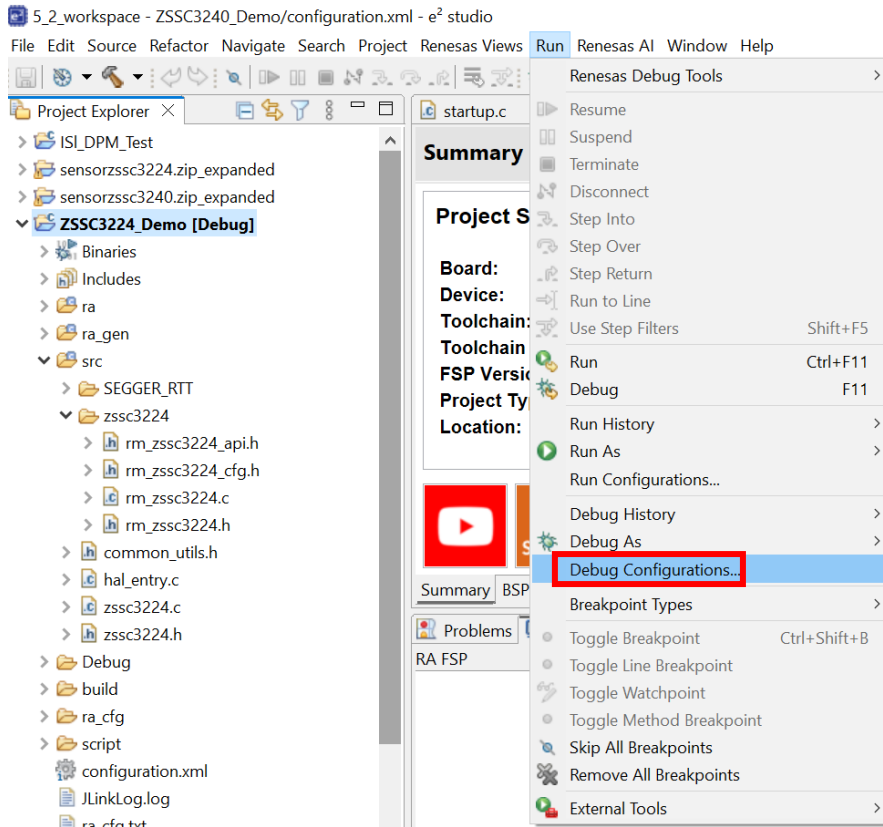 5_2_workspace - ZSSC3240_Demo/configuration.xml - e² studio
File Edit Source Refactor Navigate Search Project Renesas Views Run Renesas AI Window Help
Project Explorer
ISl_DPM_Test
sensorzssc3224.zip_expanded
sensorzssc3240.zip_expanded
ZSSC3224_Demo [Debug]
Binaries
Includes
ra
ra_gen
src
SEGGER_RTT
zssc3224
rm_zssc3224_api.h
rm_zssc3224_cfg.h
rm_zssc3224.c
rm_zssc3224.h
common_utils.h
hal_entry.c
zssc3224.c
zssc3224.h
Debug
build
ra_cfg
script
configuration.xml
JLinkLog.log
ra_cfg.txt
startup.c
Summary
Project S
Board:
Device:
Toolchain:
Toolchain
FSP Versio
Project Ty
Location:
S
Summary BSP
Problems
RA FSP
Renesas Debug Tools
Resume
Suspend
Terminate
Disconnect
Step Into
Step Over
Step Return
Run to Line
Use Step Filters Shift+F5
Run Ctrl+F11
Debug F11
Run History
Run As
Run Configurations...
Debug History
Debug As
Debug Configurations...
Breakpoint Types
Toggle Breakpoint Ctrl+Shift+B
Toggle Line Breakpoint
Toggle Watchpoint
Toggle Method Breakpoint
Skip All Breakpoints
Remove All Breakpoints
External Tools